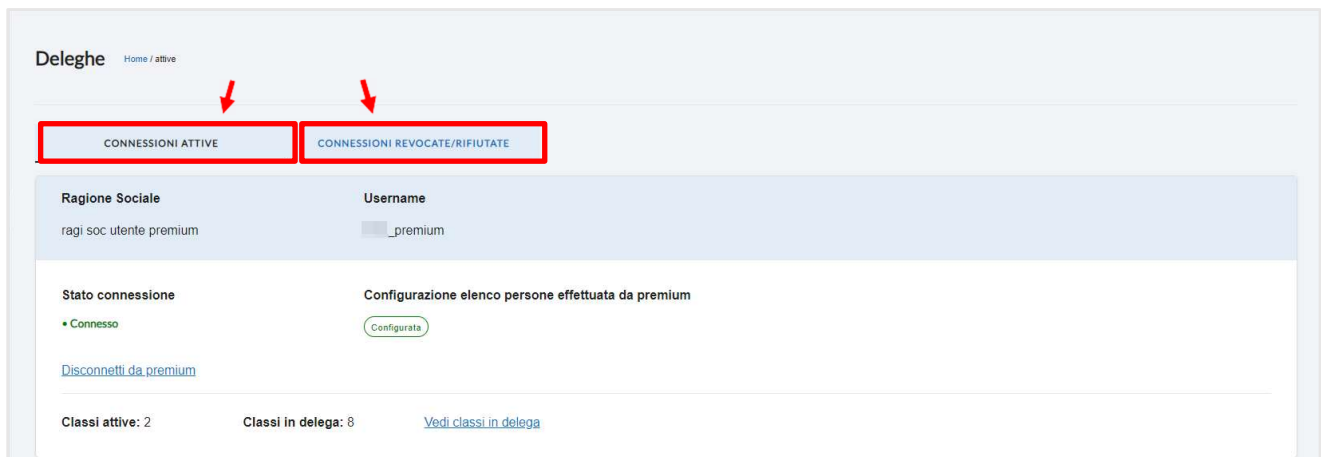 Deleghe Home / attive
CONNESSIONI ATTIVE CONNESSIONI REVOCATE/RIFIUTATE
Ragione Sociale Username
ragi soc utente premium _premium
Stato connessione Configurazione elenco persone effettuata da premium
• Connesso Configurata
Disconnetti da premium
Classi attive: 2 Classi in delega: 8 Vedi classi in delega